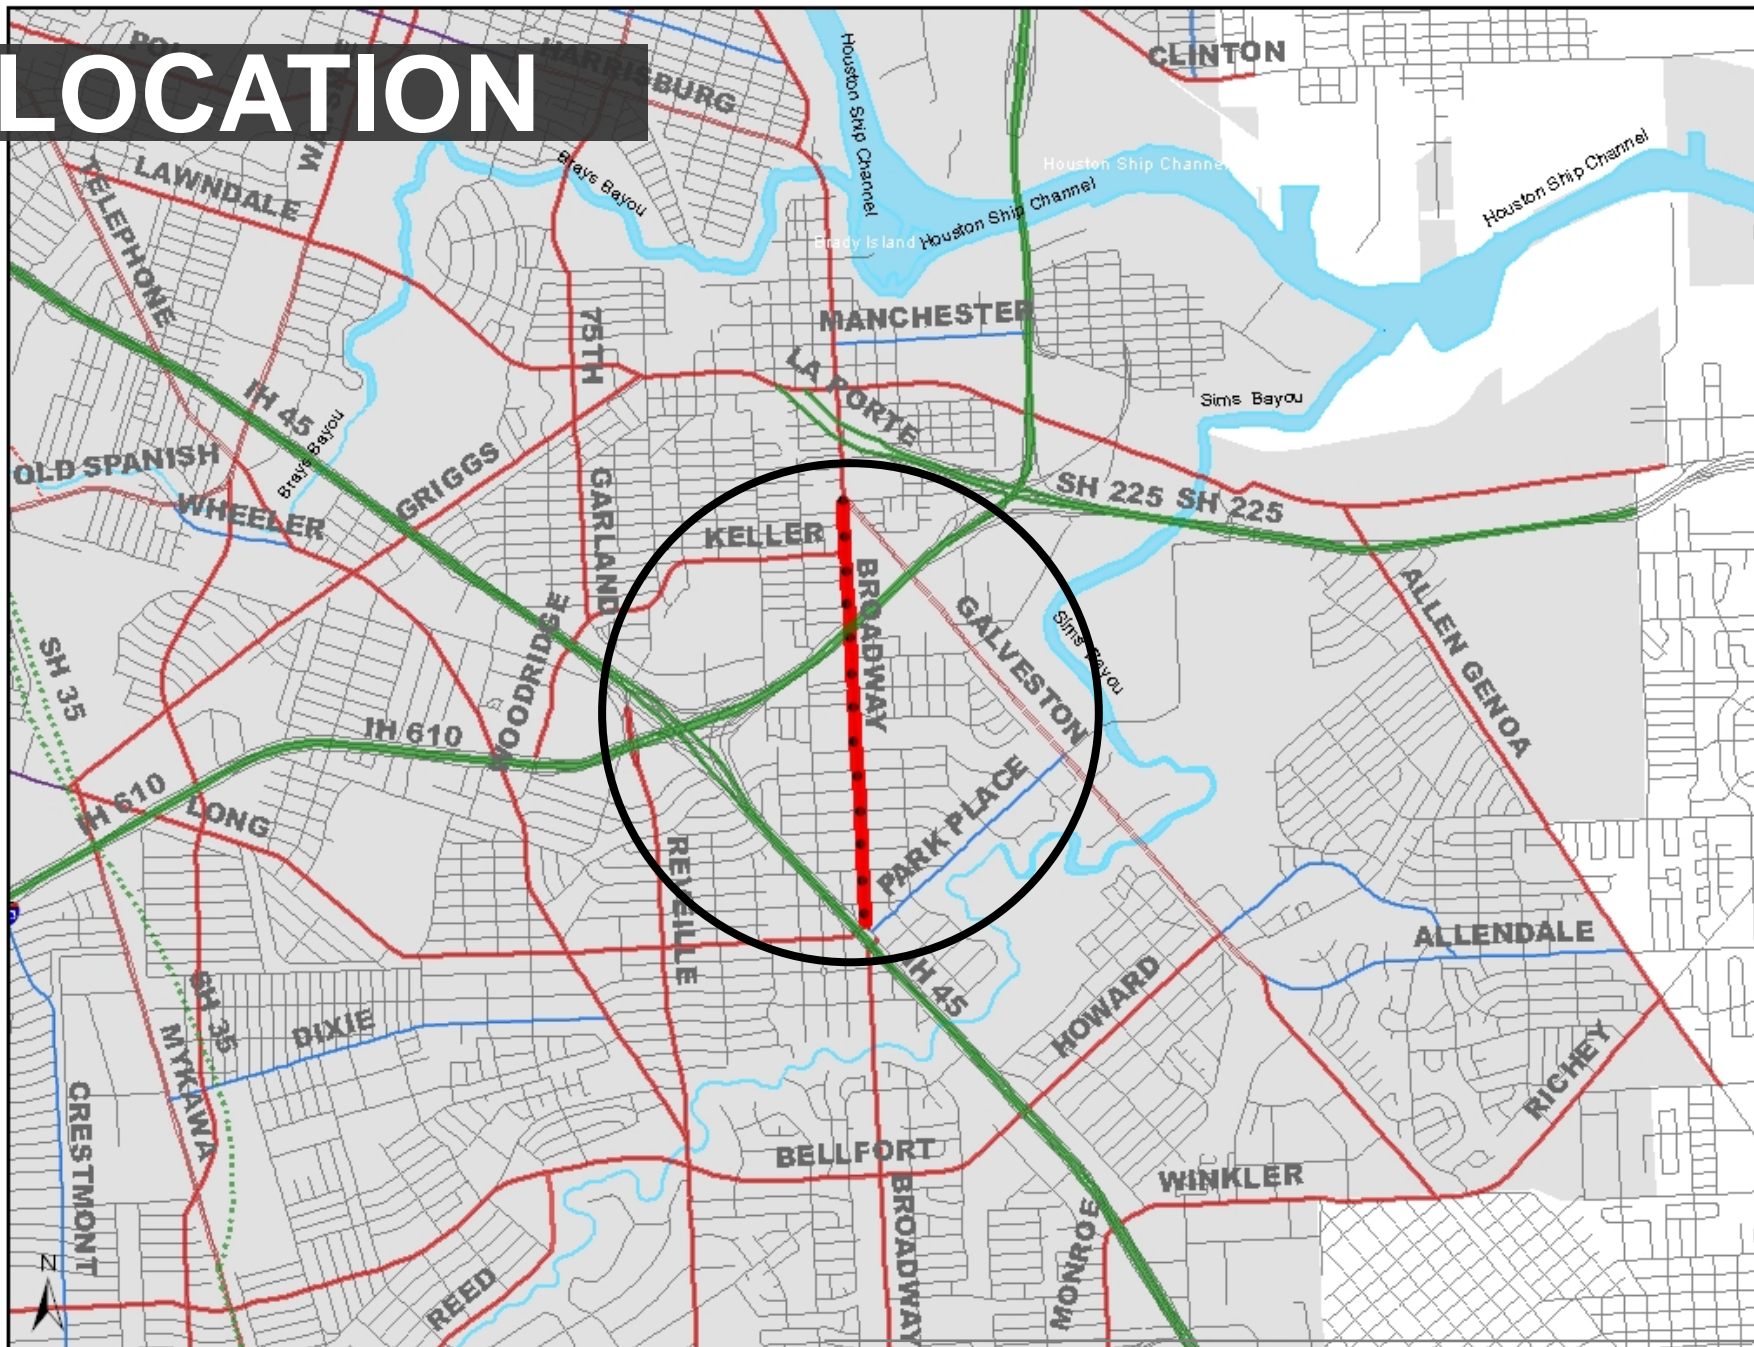 LOCATION
HARRISBURG
CLINTON
Houston Ship Channel
Houston Ship Channel
Houston Ship Channel
Houston Ship Channel
Brays Bayou
LAWNDALE
TELEPHONE
Brady Island
MANCHESTER
75TH
LA PORTE
IH 45
Brays Bayou
Sims Bayou
OLD SPANISH
WHEELER
GRIGGS
GARLAND
SH 225
SH 225
KELLER
BROADWAY
GALVESTON
Sims Bayou
ALLEN GENOA
WOODRIDGE
SH 35
IH 610
IH 610
LONG
PARK PLACE
REVEILLE
ALLENDALE
IH 45
HOWARD
SH 35
DIXIE
MYKAWA
CRESTMONT
RICHEY
BELLFORT
WINKLER
BROADWAY
MONROE
REED
N